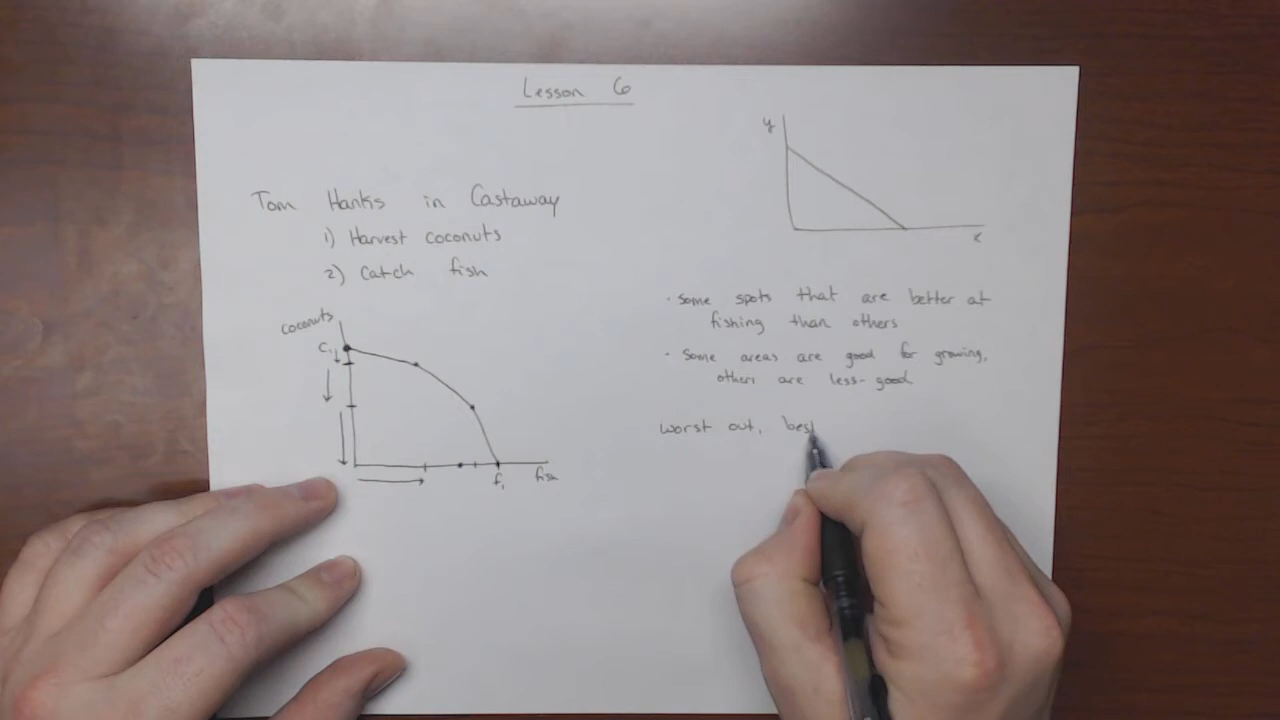 Lesson 6
Tom Hanks in Castaway
1) Harvest coconuts
2) Catch fish
coconuts
C1
f1
fish
y
x
· Some spots that are better at
fishing than others
· Some areas are good for growing,
others are less-good
worst out, best